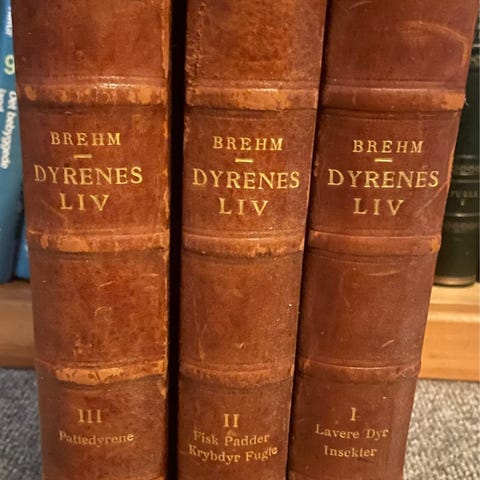 BREHM
DYRENES
LIV
III
Pattedyrene
BREHM
DYRENES
LIV
II
Fisk Padder
Krybdyr Fugle
BREHM
DYRENES
LIV
I
Lavere Dyr
Insekter